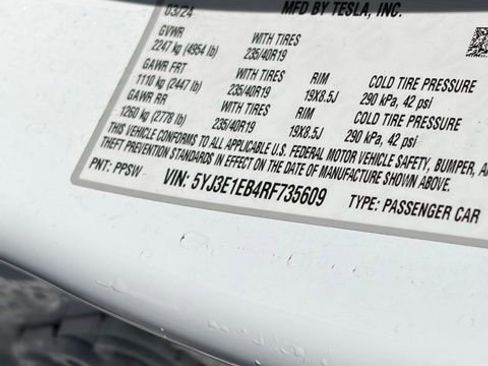 03/24 MFD BY TESLA, INC.
GVWR WITH TIRES
2247 kg (4954 lb) 235/40R19
GAWR FRT WITH TIRES RIM COLD TIRE PRESSURE
1110 kg (2447 lb) 235/40R19 19X8.5J 290 kPa, 42 psi
GAWR RR WITH TIRES RIM COLD TIRE PRESSURE
1260 kg (2778 lb) 235/40R19 19X8.5J 290 kPa, 42 psi
THIS VEHICLE CONFORMS TO ALL APPLICABLE U.S. FEDERAL MOTOR VEHICLE SAFETY, BUMPER, AN
THEFT PREVENTION STANDARDS IN EFFECT ON THE DATE OF MANUFACTURE SHOWN ABOVE.
PNT: PPSW VIN: 5YJ3E1EB4RF735609 TYPE: PASSENGER CAR